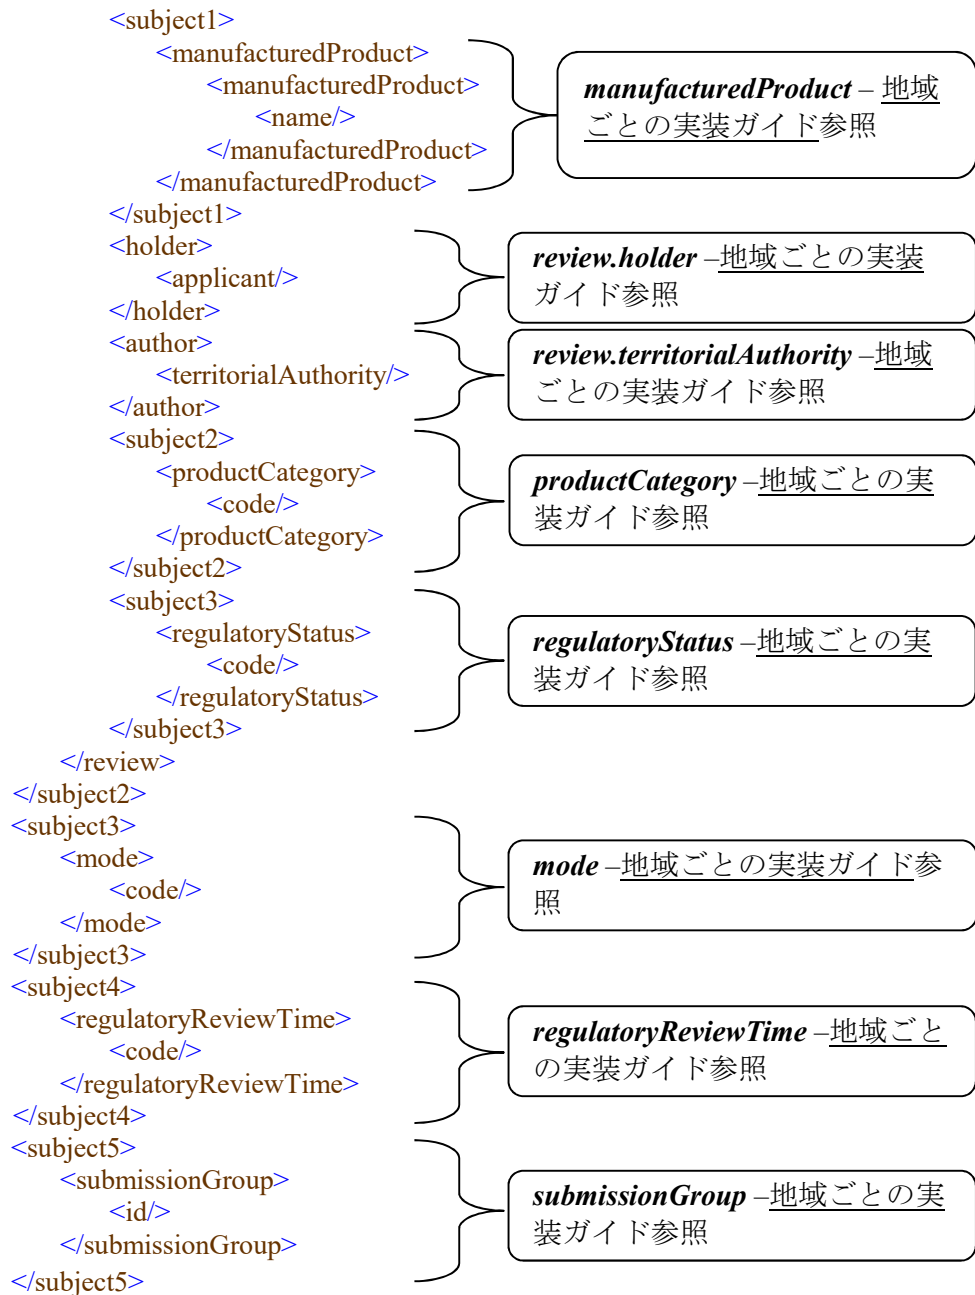 <subject1>
<manufacturedProduct>
<manufacturedProduct>
<name/>
</manufacturedProduct>
</manufacturedProduct>
</subject1>
manufacturedProduct – 地域
ごとの実装ガイド参照
<holder>
<applicant/>
</holder>
review.holder –地域ごとの実装
ガイド参照
<author>
<territorialAuthority/>
</author>
review.territorialAuthority –地域
ごとの実装ガイド参照
<subject2>
<productCategory>
<code/>
</productCategory>
</subject2>
productCategory –地域ごとの実
装ガイド参照
<subject3>
<regulatoryStatus>
<code/>
</regulatoryStatus>
</subject3>
regulatoryStatus –地域ごとの実
装ガイド参照
</review>
</subject2>
<subject3>
<mode>
<code/>
</mode>
</subject3>
mode –地域ごとの実装ガイド参
照
<subject4>
<regulatoryReviewTime>
<code/>
</regulatoryReviewTime>
</subject4>
regulatoryReviewTime –地域ごと
の実装ガイド参照
<subject5>
<submissionGroup>
<id/>
</submissionGroup>
</subject5>
submissionGroup –地域ごとの実
装ガイド参照